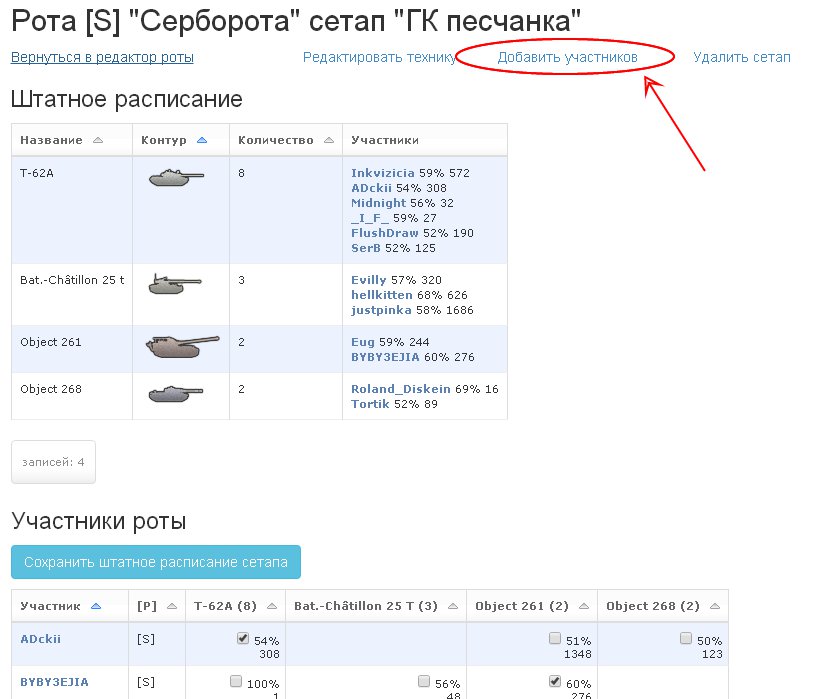 Рота [S] "Серборота" сетап "ГК песчанка"
Вернуться в редактор роты Редактировать технику Добавить участников Удалить сетап
Штатное расписание
Название Контур Количество Участники
T-62A 8 Inkvizicia 59% 572
ADckii 54% 308
Midnight 56% 32
_I_F_ 59% 27
FlushDraw 52% 190
SerB 52% 125
Bat.-Châtillon 25 t 3 Evilly 57% 320
hellkitten 68% 626
justpinka 58% 1686
Object 261 2 Eug 59% 244
BYBY3EJIA 60% 276
Object 268 2 Roland_Diskein 69% 16
Tortik 52% 89
записей: 4
Участники роты
Сохранить штатное расписание сетапа
Участник [P] T-62A (8) Bat.-Châtillon 25 T (3) Object 261 (2) Object 268 (2)
ADckii [S] 54% 51% 50%
308 1348 123
BYBY3EJIA [S] 100% 56% 60%
1 48 276